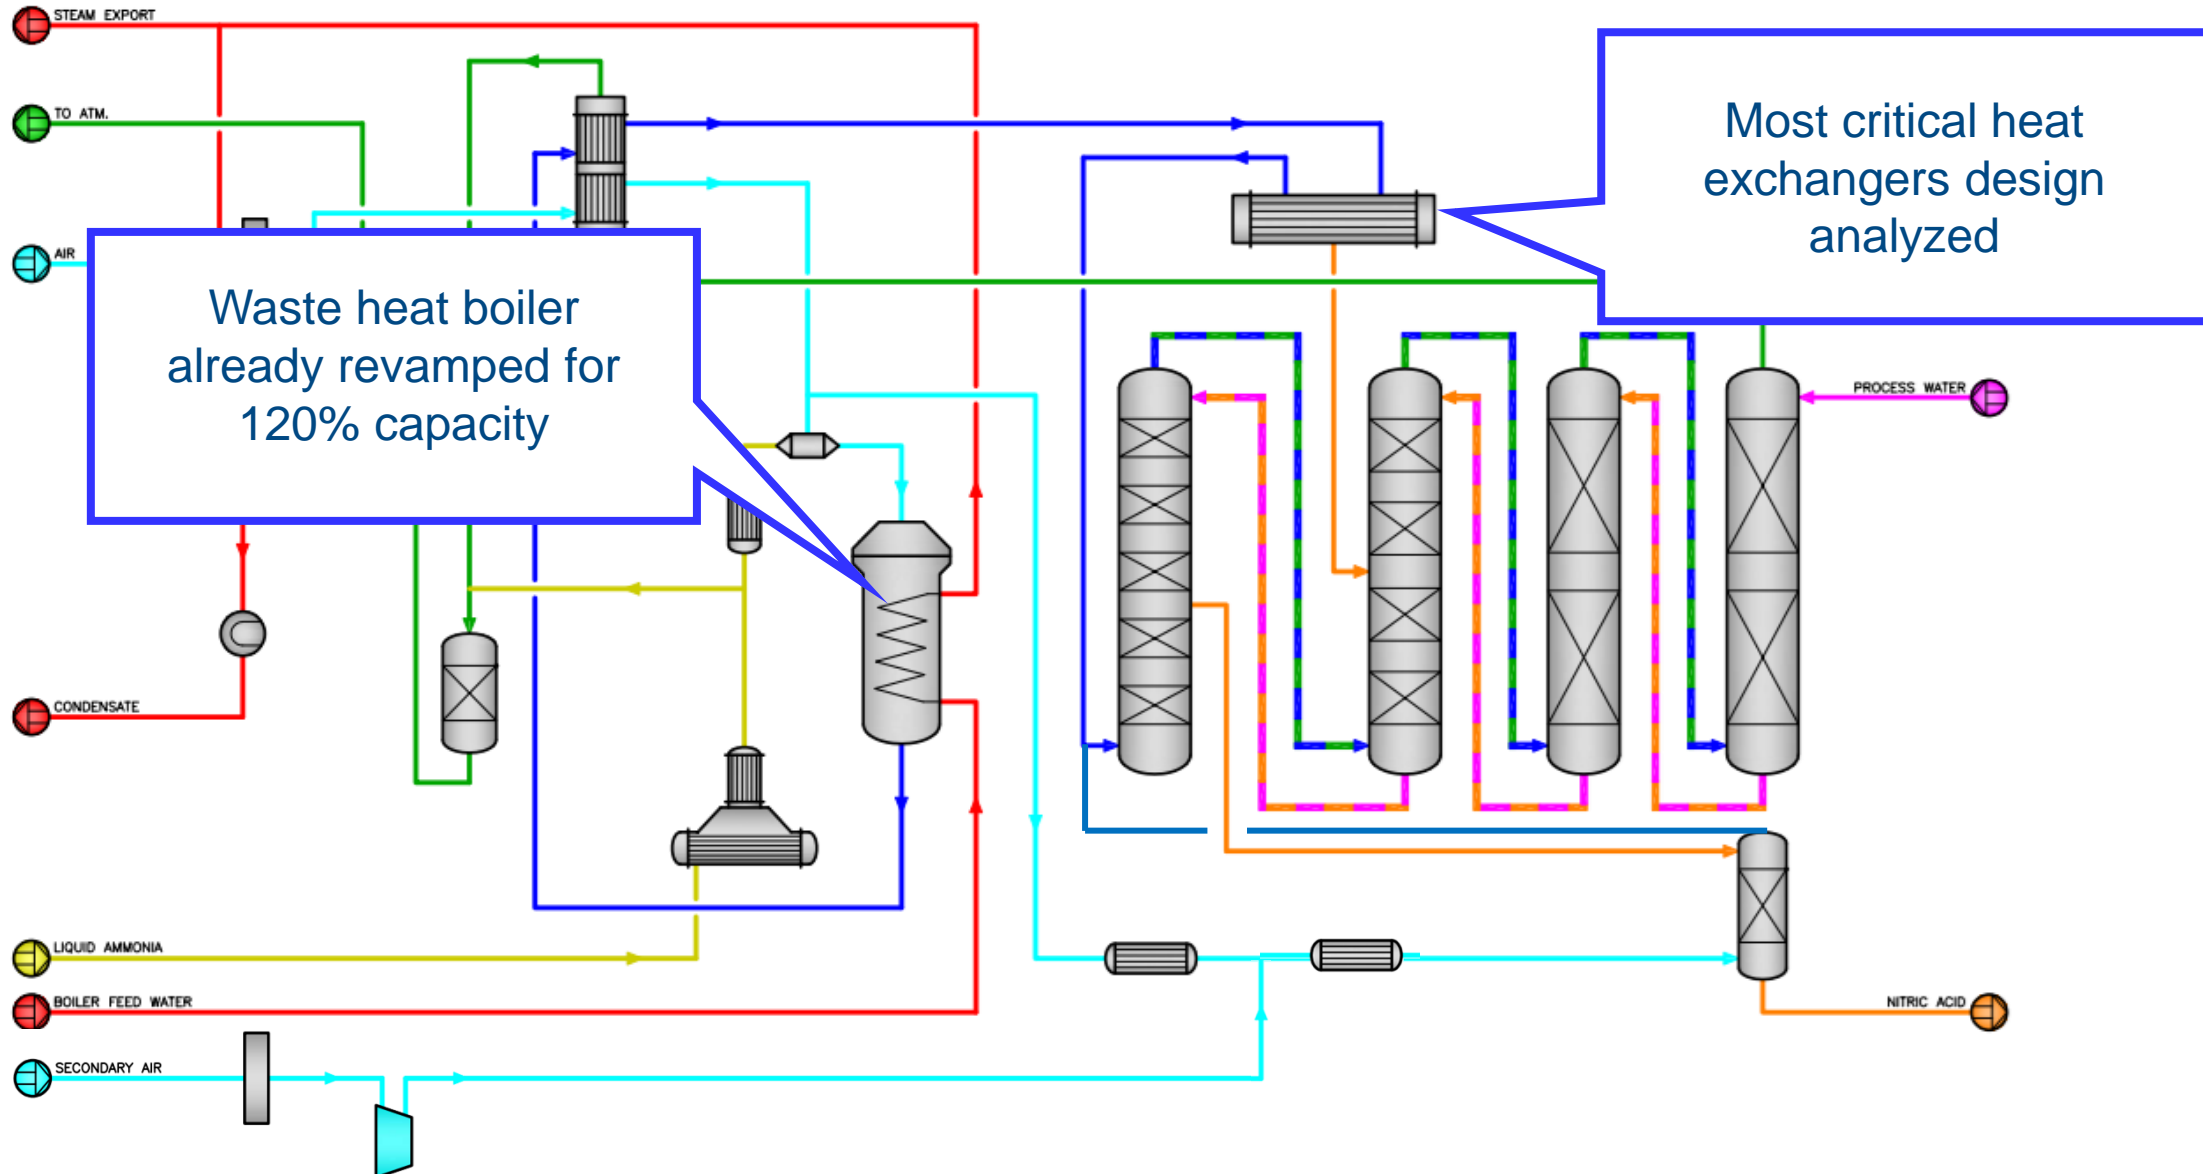 STEAM EXPORT
TO ATM.
AIR
Most critical heat
exchangers design
analyzed
Waste heat boiler
already revamped for
120% capacity
PROCESS WATER
CONDENSATE
LIQUID AMMONIA
BOILER FEED WATER
NITRIC ACID
SECONDARY AIR